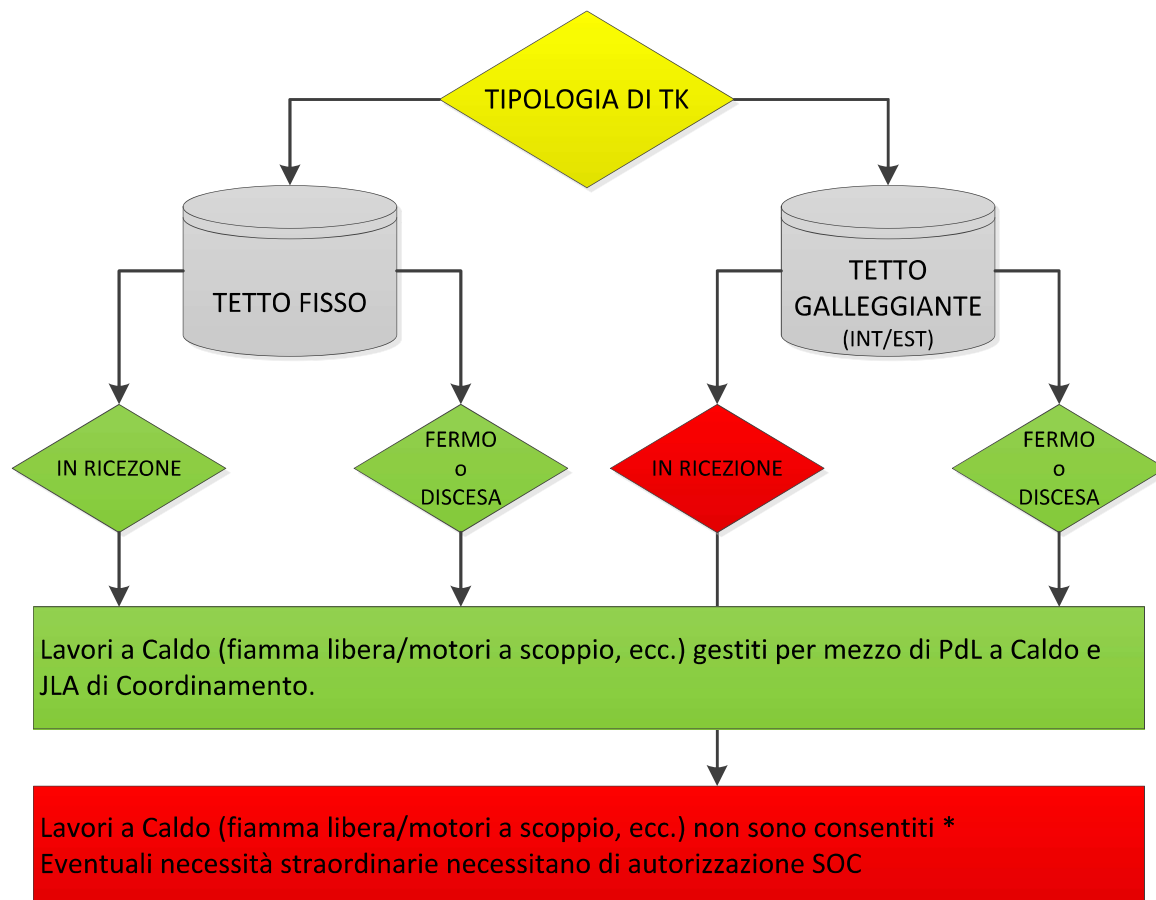 TIPOLOGIA DI TK
TETTO FISSO
TETTO
GALLEGGIANTE
(INT/EST)
IN RICEZONE
FERMO
o
DISCESA
IN RICEZIONE
FERMO
o
DISCESA
Lavori a Caldo (fiamma libera/motori a scoppio, ecc.) gestiti per mezzo di PdL a Caldo e
JLA di Coordinamento.
Lavori a Caldo (fiamma libera/motori a scoppio, ecc.) non sono consentiti *
Eventuali necessità straordinarie necessitano di autorizzazione SOC